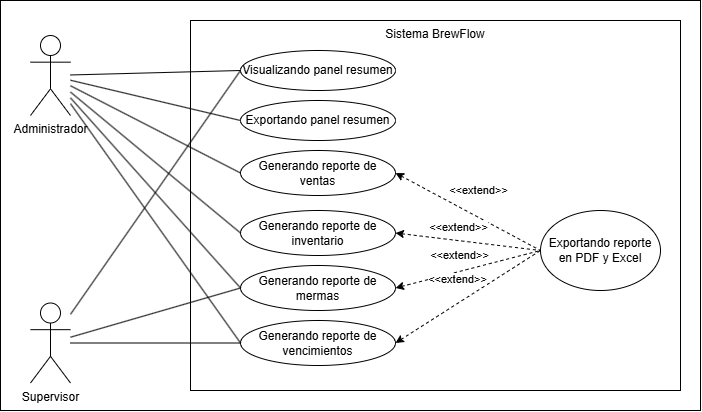 Sistema BrewFlow
Visualizando panel resumen
Administrador
Exportando panel resumen
Generando reporte de
ventas
<<extend>>
Generando reporte de
inventario
<<extend>>
Exportando reporte
en PDF y Excel
<<extend>>
Generando reporte de
mermas
<<extend>>
Generando reporte de
vencimientos
Supervisor